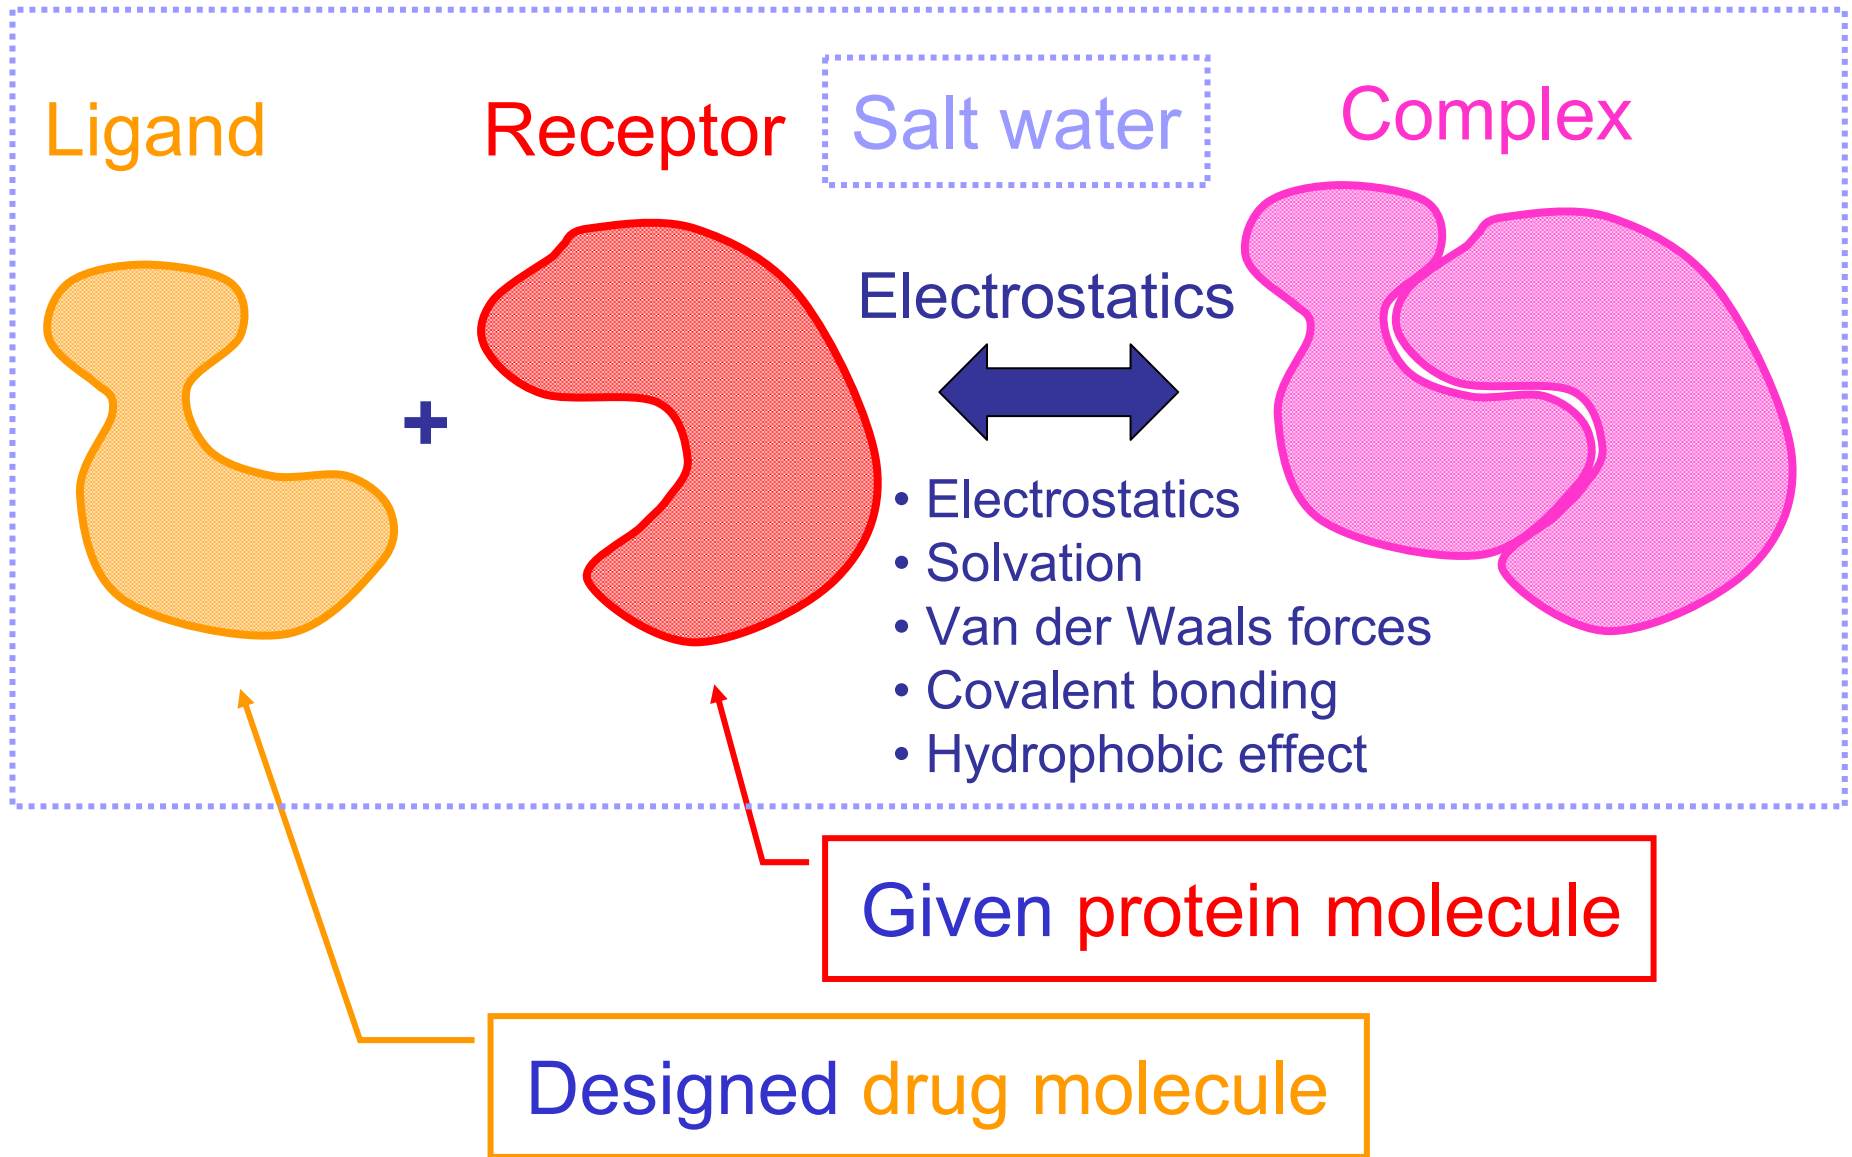 Ligand
Receptor
Salt water
Complex
+
Electrostatics
• Electrostatics
• Solvation
• Van der Waals forces
• Covalent bonding
• Hydrophobic effect
Given protein molecule
Designed drug molecule